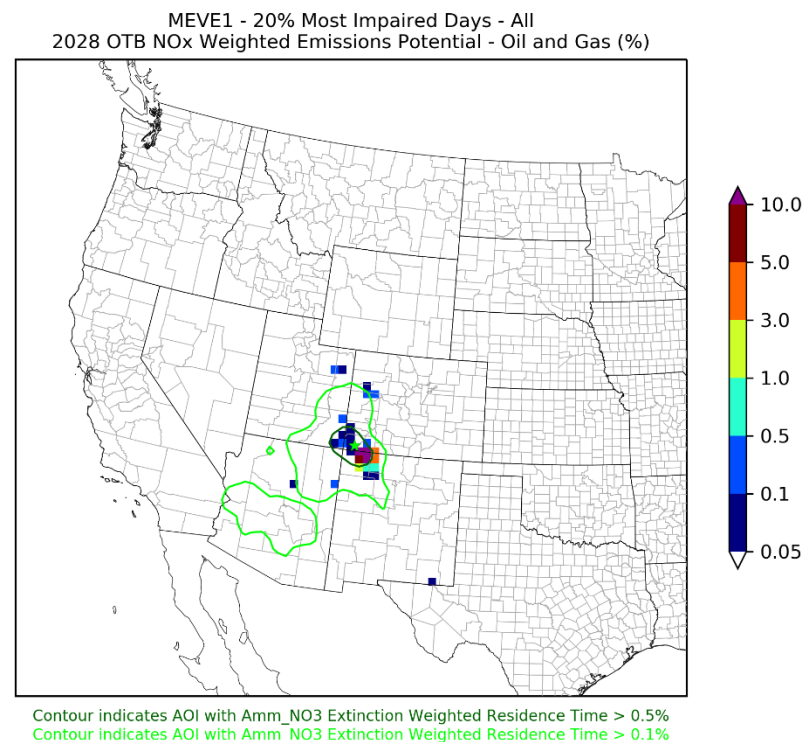 MEVE1 - 20% Most Impaired Days - All
2028 OTB NOx Weighted Emissions Potential - Oil and Gas (%)
10.0
5.0
3.0
1.0
0.5
0.1
0.05
Contour indicates AOI with Amm_NO3 Extinction Weighted Residence Time > 0.5%
Contour indicates AOI with Amm_NO3 Extinction Weighted Residence Time > 0.1%